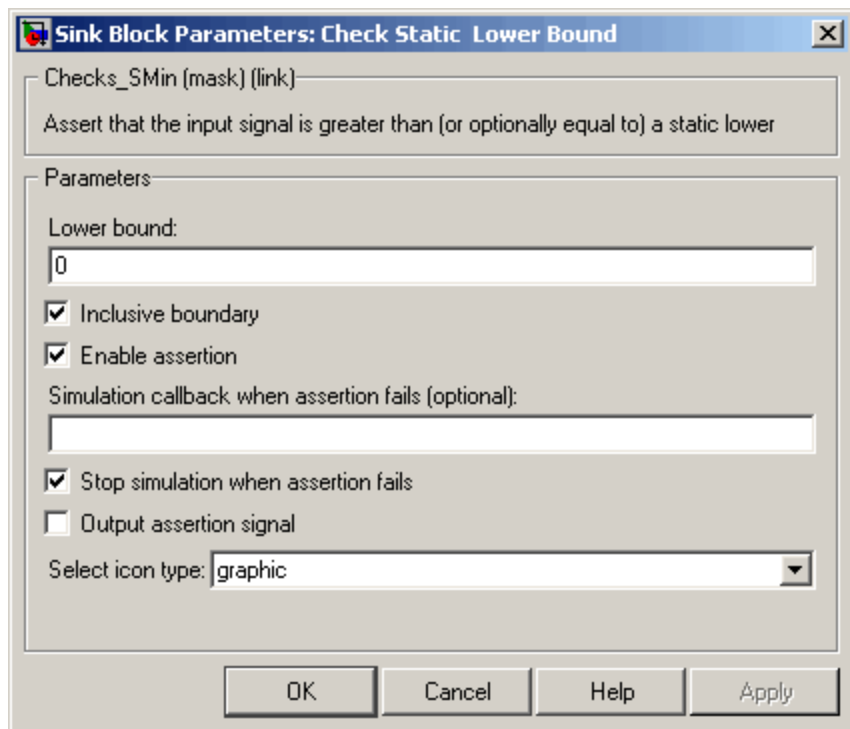 Sink Block Parameters: Check Static  Lower Bound
Checks_SMin (mask) (link)
Assert that the input signal is greater than (or optionally equal to) a static lower
Parameters
Lower bound:
0
Inclusive boundary
Enable assertion
Simulation callback when assertion fails (optional):
Stop simulation when assertion fails
Output assertion signal
Select icon type: graphic
OK Cancel Help Apply